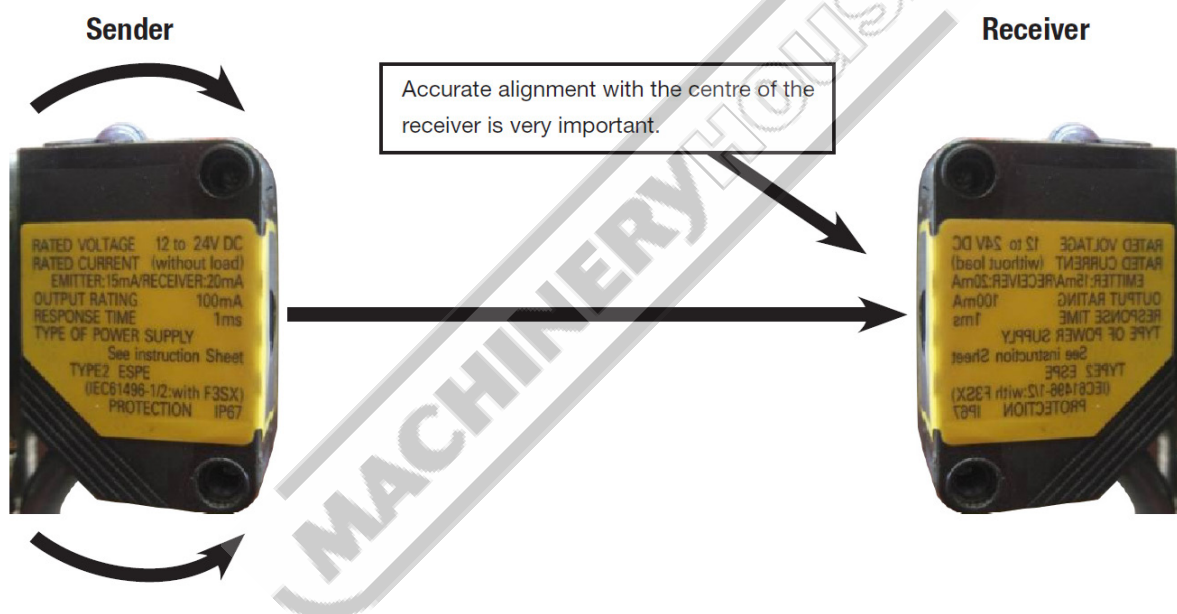 Sender
Receiver
Accurate alignment with the centre of the
receiver is very important.
RATED VOLTAGE 12 to 24V DC
RATED CURRENT (without load)
EMITTER:15mA/RECEIVER:20mA
OUTPUT RATING 100mA
RESPONSE TIME 1ms
TYPE OF POWER SUPPLY
See instruction Sheet
TYPE2 ESPE
(IEC61496-1/2:with F3SX)
PROTECTION IP67
RATED VOLTAGE 12 to 24V DC
RATED CURRENT (without load)
EMITTER:15mA/RECEIVER:20mA
OUTPUT RATING 100mA
RESPONSE TIME 1ms
TYPE OF POWER SUPPLY
See instruction Sheet
TYPE2 ESPE
(IEC61496-1/2:with F3SX)
PROTECTION IP67
MACHINERYHOUSE